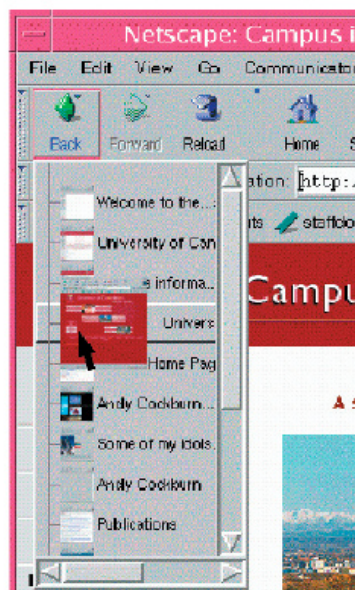 Netscape: Campus i
File Edit View Go Communicator
Back Forward Reload Home S
ation: http:/
Welcome to the...
ts staffolo
University of Can
s informa..
Campu
Univers
Home Pag
Andy Cockburn...
A s
Some of my idols.
Andy Cockburn
Publications